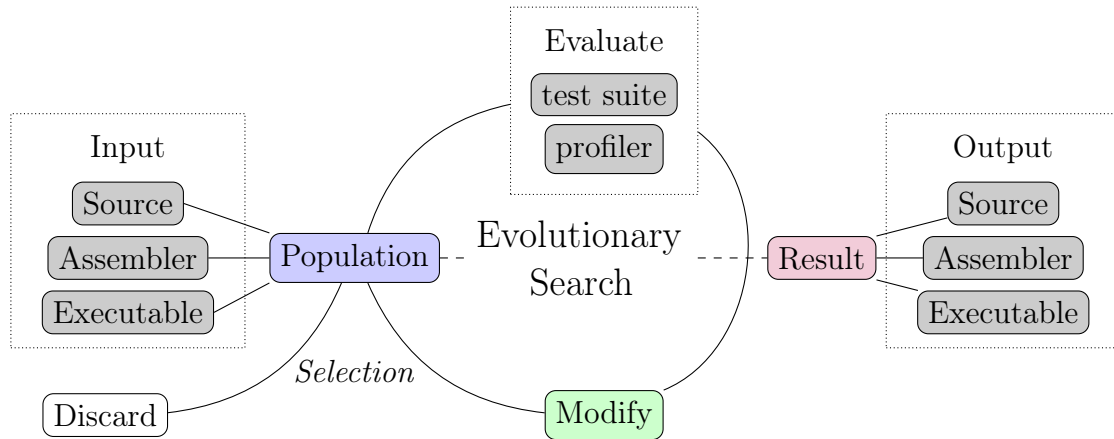 Evaluate
test suite
profiler
Input
Source
Assembler
Executable
Population
Evolutionary
Search
Result
Output
Source
Assembler
Executable
Selection
Discard
Modify